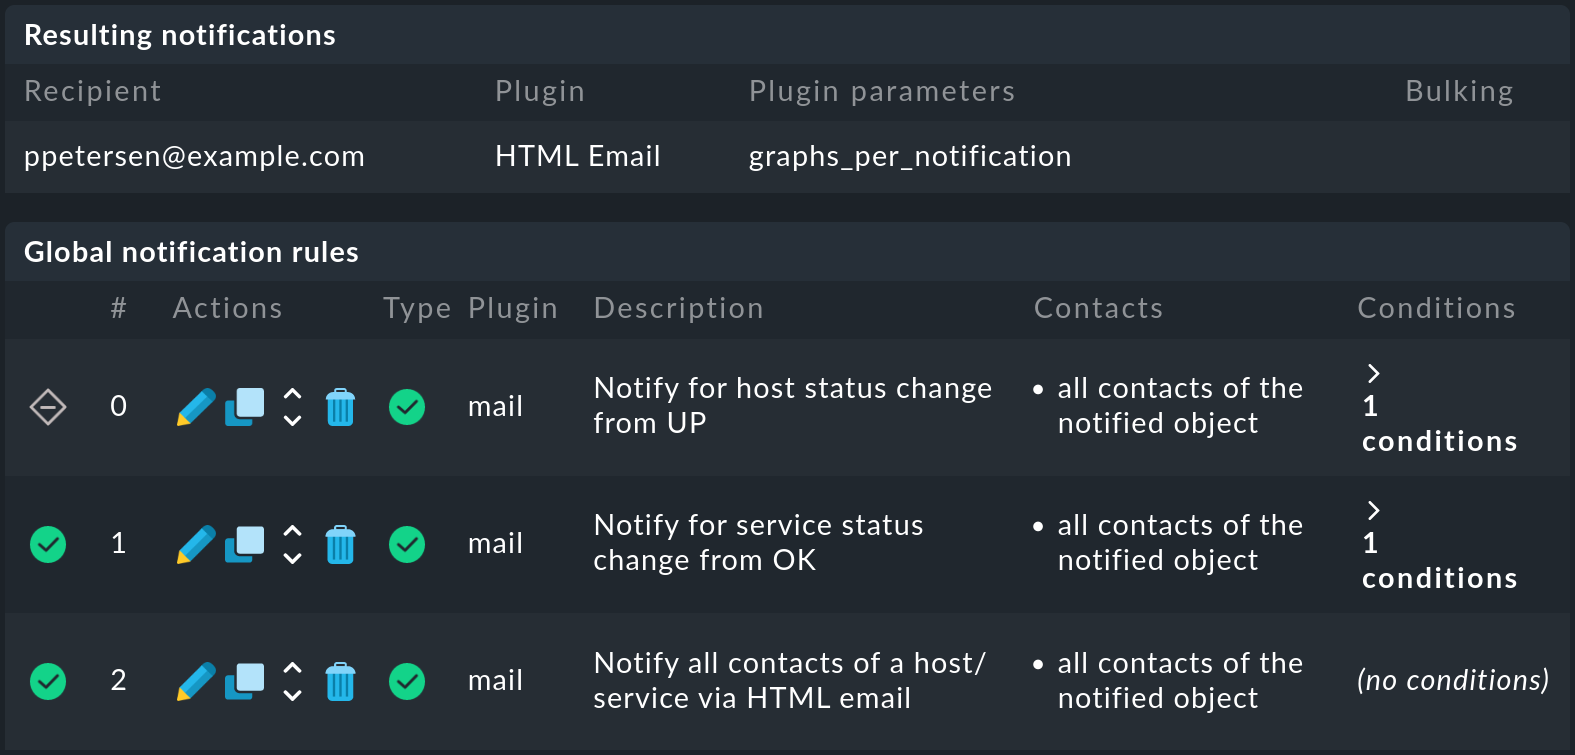 Resulting notifications
Recipient Plugin Plugin parameters Bulking
ppetersen@example.com HTML Email graphs_per_notification
Global notification rules
# Actions Type Plugin Description Contacts Conditions
0 mail Notify for host status change from UP • all contacts of the notified object 1 conditions
1 mail Notify for service status change from OK • all contacts of the notified object 1 conditions
2 mail Notify all contacts of a host/ service via HTML email • all contacts of the notified object (no conditions)